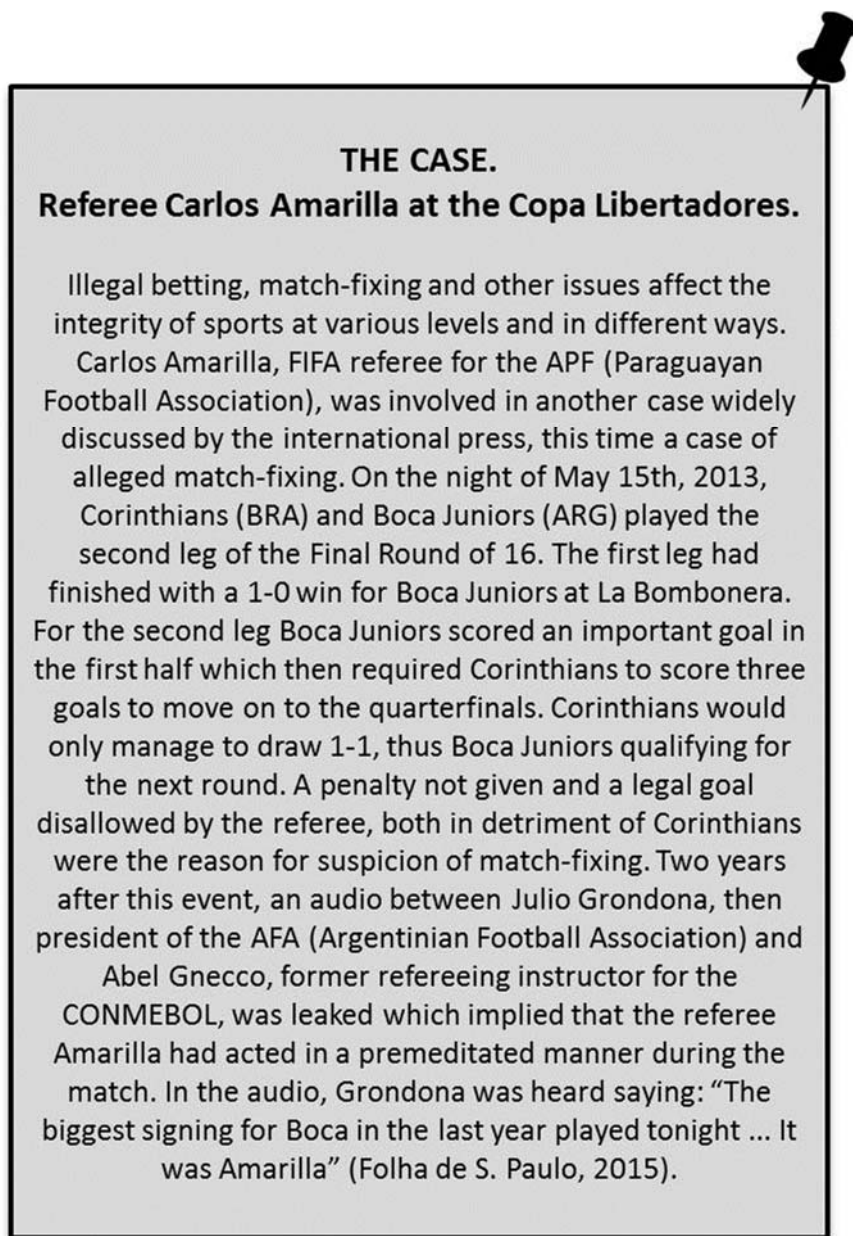 THE CASE.
Referee Carlos Amarilla at the Copa Libertadores.
Illegal betting, match-fixing and other issues affect the
integrity of sports at various levels and in different ways.
Carlos Amarilla, FIFA referee for the APF (Paraguayan
Football Association), was involved in another case widely
discussed by the international press, this time a case of
alleged match-fixing. On the night of May 15th, 2013,
Corinthians (BRA) and Boca Juniors (ARG) played the
second leg of the Final Round of 16. The first leg had
finished with a 1-0 win for Boca Juniors at La Bombonera.
For the second leg Boca Juniors scored an important goal in
the first half which then required Corinthians to score three
goals to move on to the quarterfinals. Corinthians would
only manage to draw 1-1, thus Boca Juniors qualifying for
the next round. A penalty not given and a legal goal
disallowed by the referee, both in detriment of Corinthians
were the reason for suspicion of match-fixing. Two years
after this event, an audio between Julio Grondona, then
president of the AFA (Argentinian Football Association) and
Abel Gnecco, former refereeing instructor for the
CONMEBOL, was leaked which implied that the referee
Amarilla had acted in a premeditated manner during the
match. In the audio, Grondona was heard saying: “The
biggest signing for Boca in the last year played tonight ... It
was Amarilla” (Folha de S. Paulo, 2015).